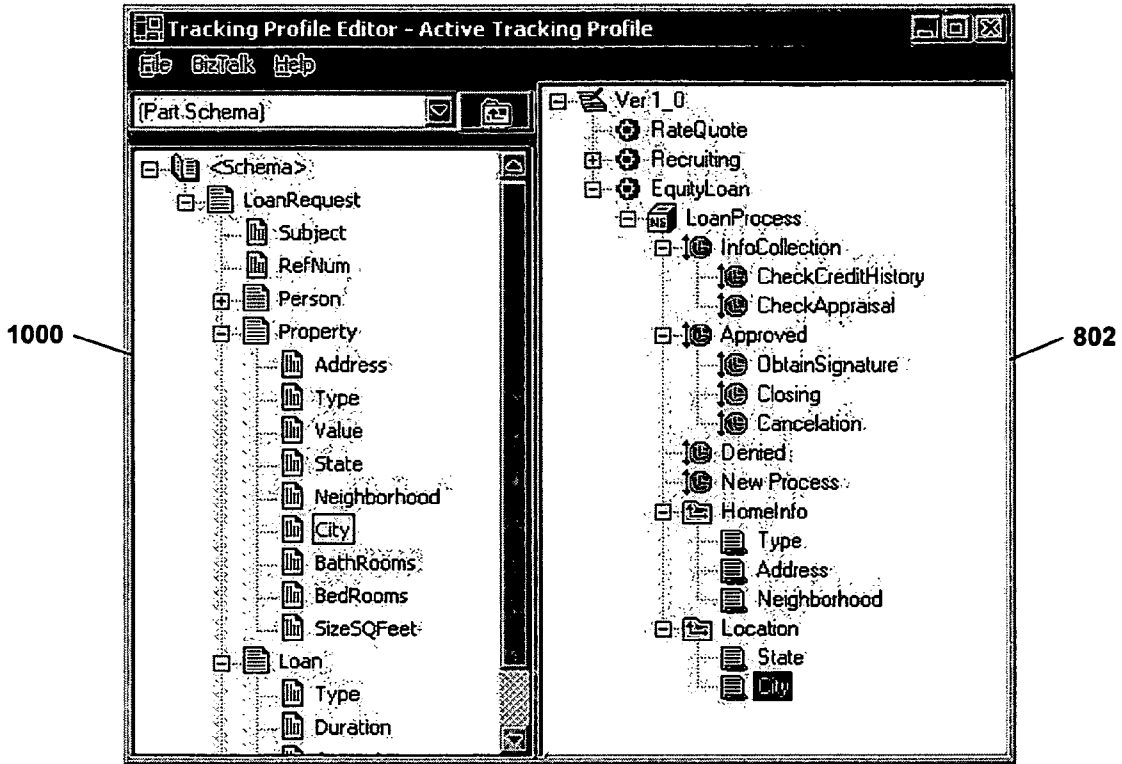 Tracking Profile Editor - Active Tracking Profile
File BizTalk Help
(Part Schema)
<Schema>
LoanRequest
Subject
RefNum
Person
Property
Address
Type
Value
State
Neighborhood
City
BathRooms
BedRooms
SizeSQFeet
Loan
Type
Duration
1000
Ver 1_0
RateQuote
Recruiting
EquityLoan
LoanProcess
InfoCollection
CheckCreditHistory
CheckAppraisal
Approved
ObtainSignature
Closing
Cancelation
Denied
New Process
HomeInfo
Type
Address
Neighborhood
Location
State
City
802